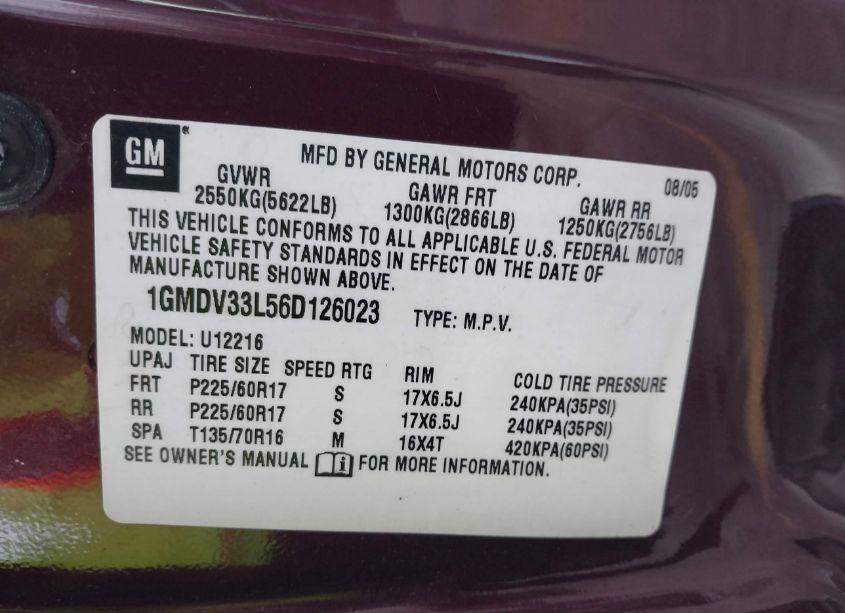 GM®
MFD BY GENERAL MOTORS CORP. 08/05
GVWR GAWR FRT GAWR RR
2550KG(5622LB) 1300KG(2866LB) 1250KG(2756LB)
THIS VEHICLE CONFORMS TO ALL APPLICABLE U.S. FEDERAL MOTOR
VEHICLE SAFETY STANDARDS IN EFFECT ON THE DATE OF
MANUFACTURE SHOWN ABOVE.
1GMDV33L56D126023 TYPE: M.P.V.
MODEL: U12216
UPAJ TIRE SIZE SPEED RTG RIM COLD TIRE PRESSURE
FRT P225/60R17 S 17X6.5J 240KPA(35PSI)
RR P225/60R17 S 17X6.5J 240KPA(35PSI)
SPA T135/70R16 M 16X4T 420KPA(60PSI)
SEE OWNER'S MANUAL i FOR MORE INFORMATION.